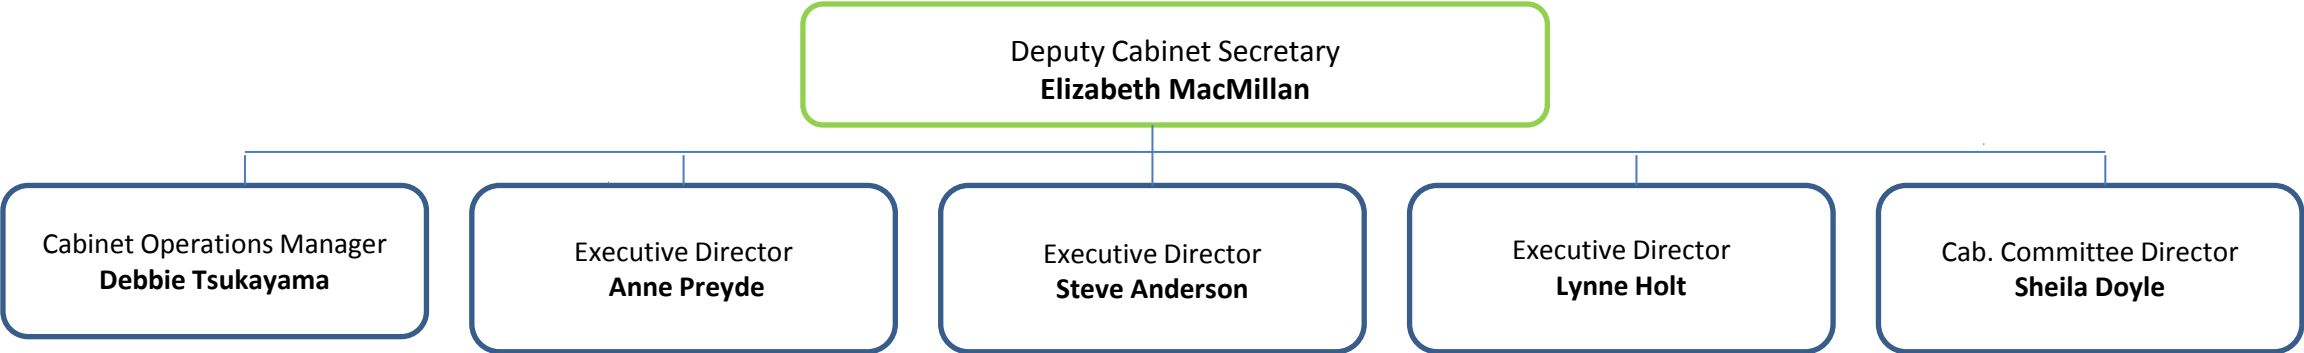 Deputy Cabinet Secretary
Elizabeth MacMillan
Cabinet Operations Manager
Debbie Tsukayama
Executive Director
Anne Preyde
Executive Director
Steve Anderson
Executive Director
Lynne Holt
Cab. Committee Director
Sheila Doyle